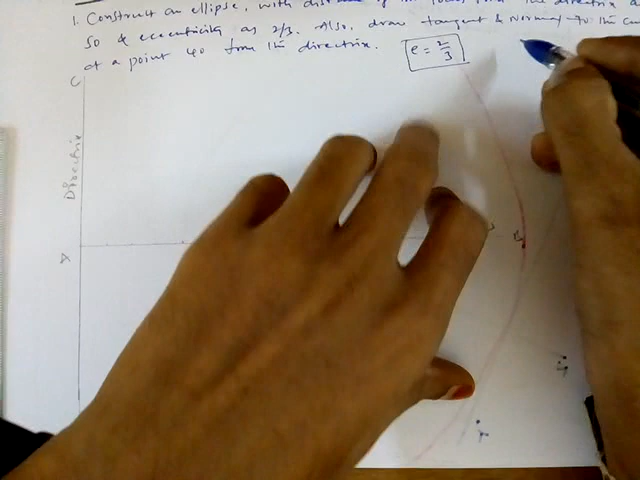 1. Construct an ellipse, with distance of the focus from the directrix as
50 & eccentricity as 2/3. Also, draw tangent & Normal to the curve
at a point 40 from the directrix.
e = 2/3
C
Directrix
A